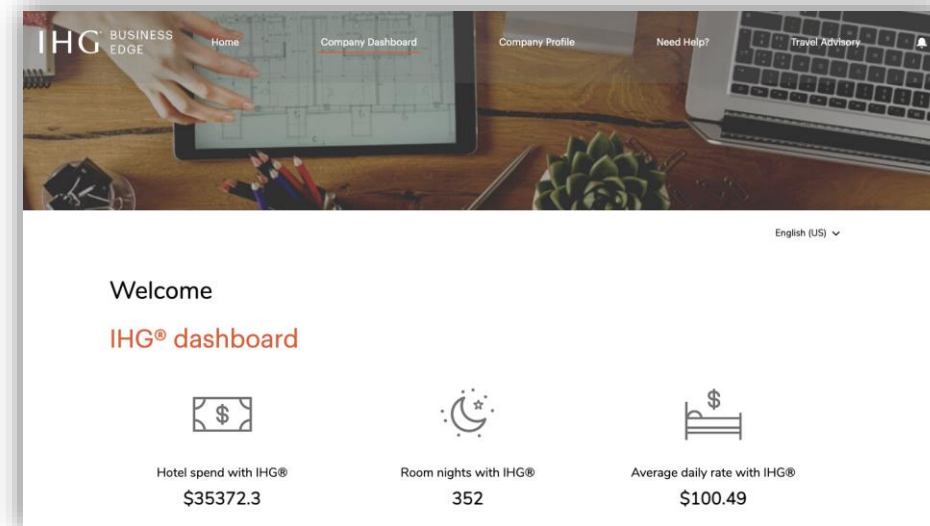 IHG® BUSINESS
EDGE
Home Company Dashboard Company Profile Need Help? Travel Advisory
English (US)
Welcome
IHG® dashboard
$ $
Hotel spend with IHG® Room nights with IHG® Average daily rate with IHG®
$35372.3 352 $100.49